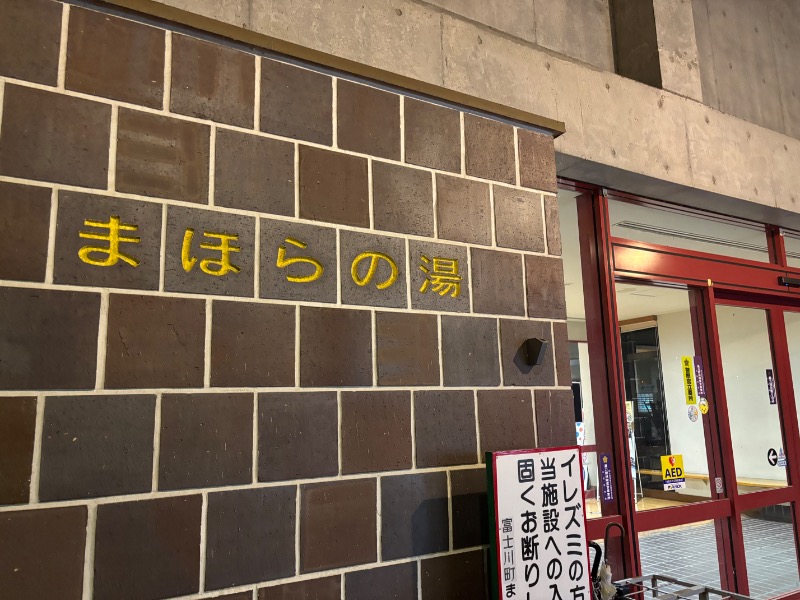 まほらの湯
イレズミの方
当施設への入
固くお断りし
富士川町ま
AED